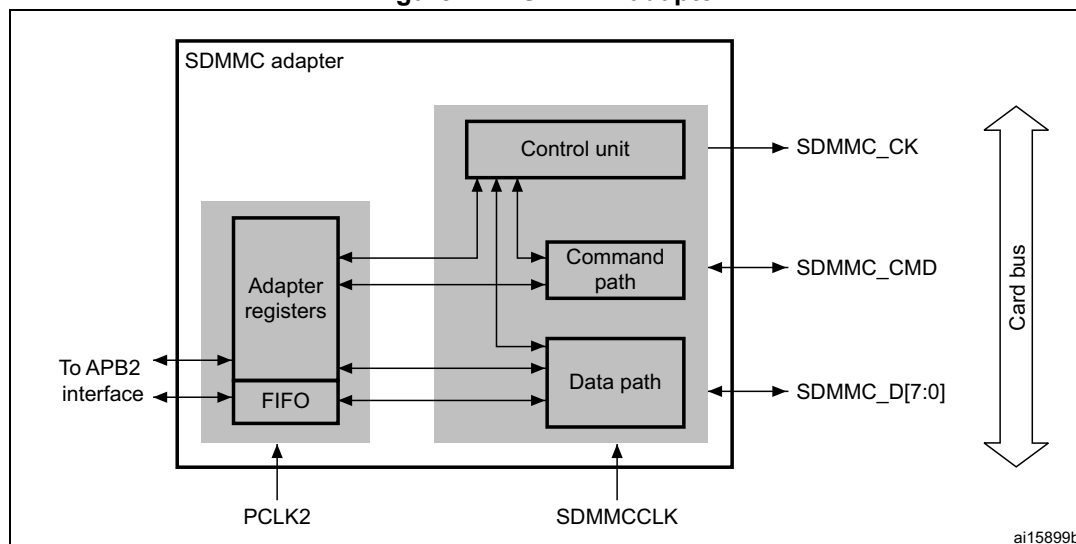 SDMMC adapter
Control unit
SDMMC_CK
Command
path
SDMMC_CMD
Adapter
registers
Card bus
To APB2
interface
Data path
SDMMC_D[7:0]
FIFO
PCLK2
SDMMCCLK
ai15899b